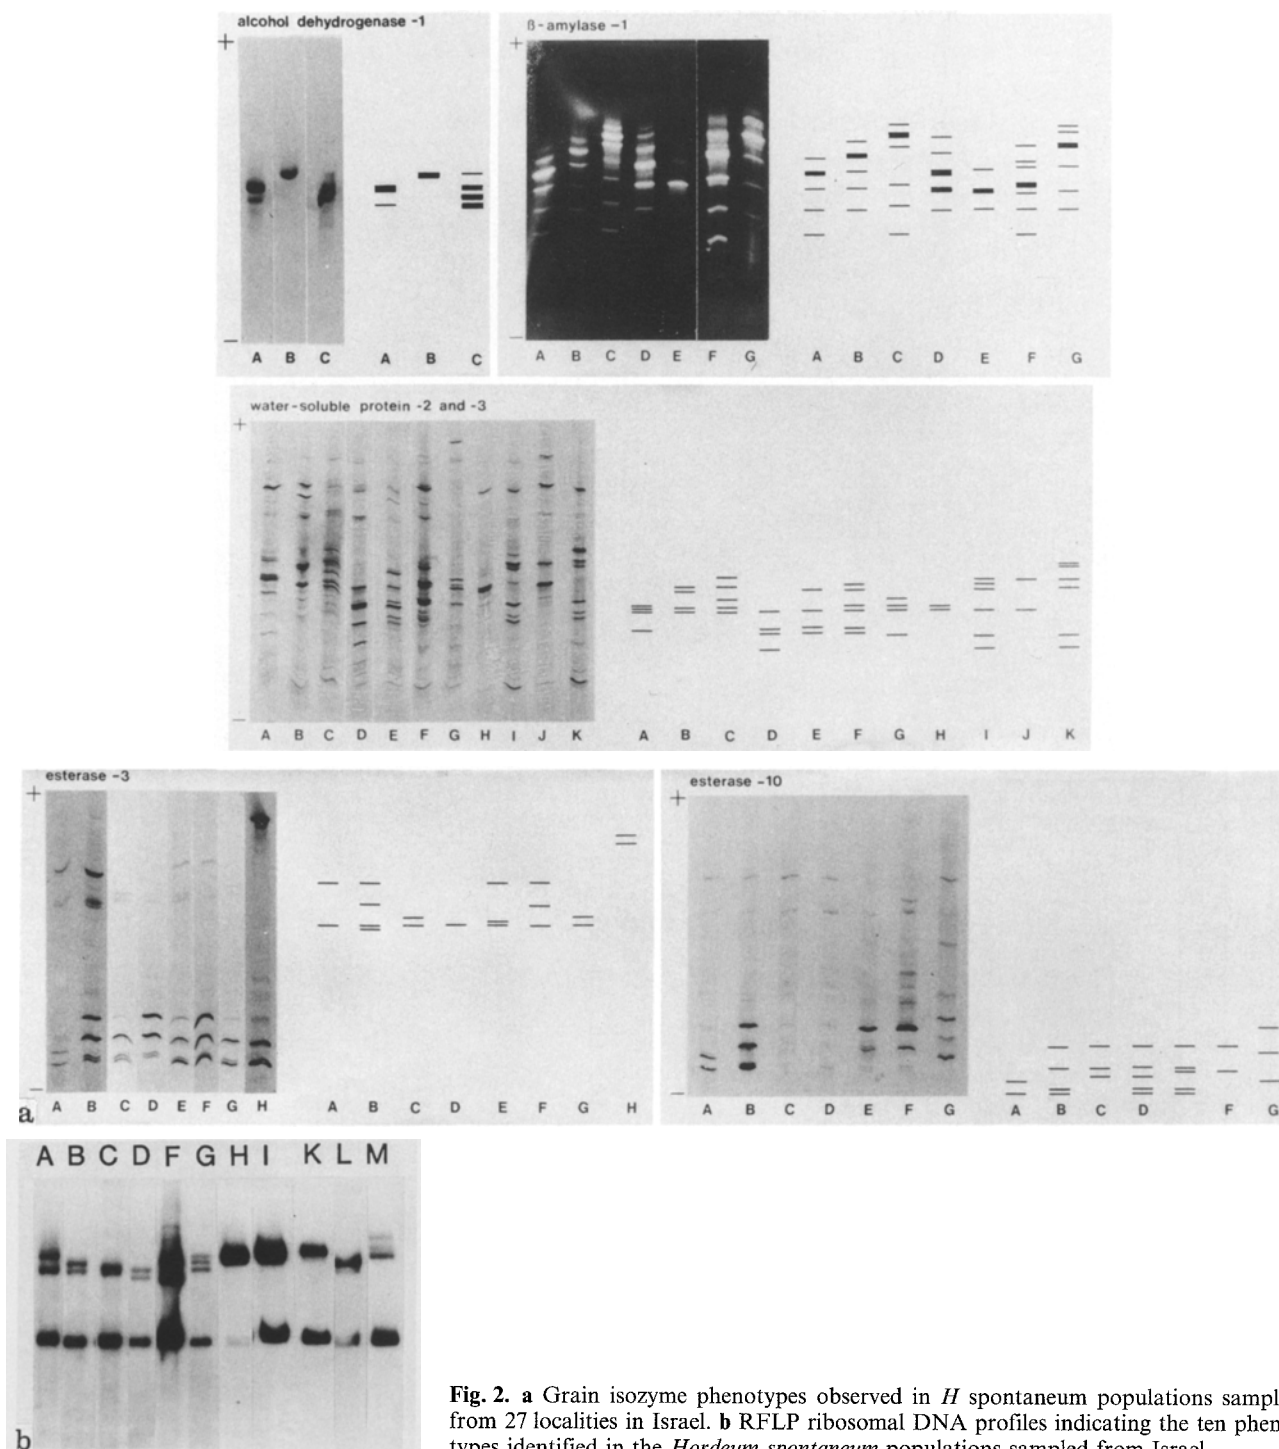 alcohol dehydrogenase -1
+
−
A B C
A B C
β-amylase -1
+
−
A B C D E F G
A B C D E F G
water-soluble protein -2 and -3
+
−
A B C D E F G H I J K
A B C D E F G H I J K
esterase -3
+
−
A B C D E F G H
A B C D E F G H
a
esterase -10
+
−
A B C D E F G
A B C D F G
A B C D F G H I K L M
b
Fig. 2. a Grain isozyme phenotypes observed in H spontaneum populations sampl
from 27 localities in Israel. b RFLP ribosomal DNA profiles indicating the ten phen
types identified in the Hordeum spontaneum populations sampled from Israel